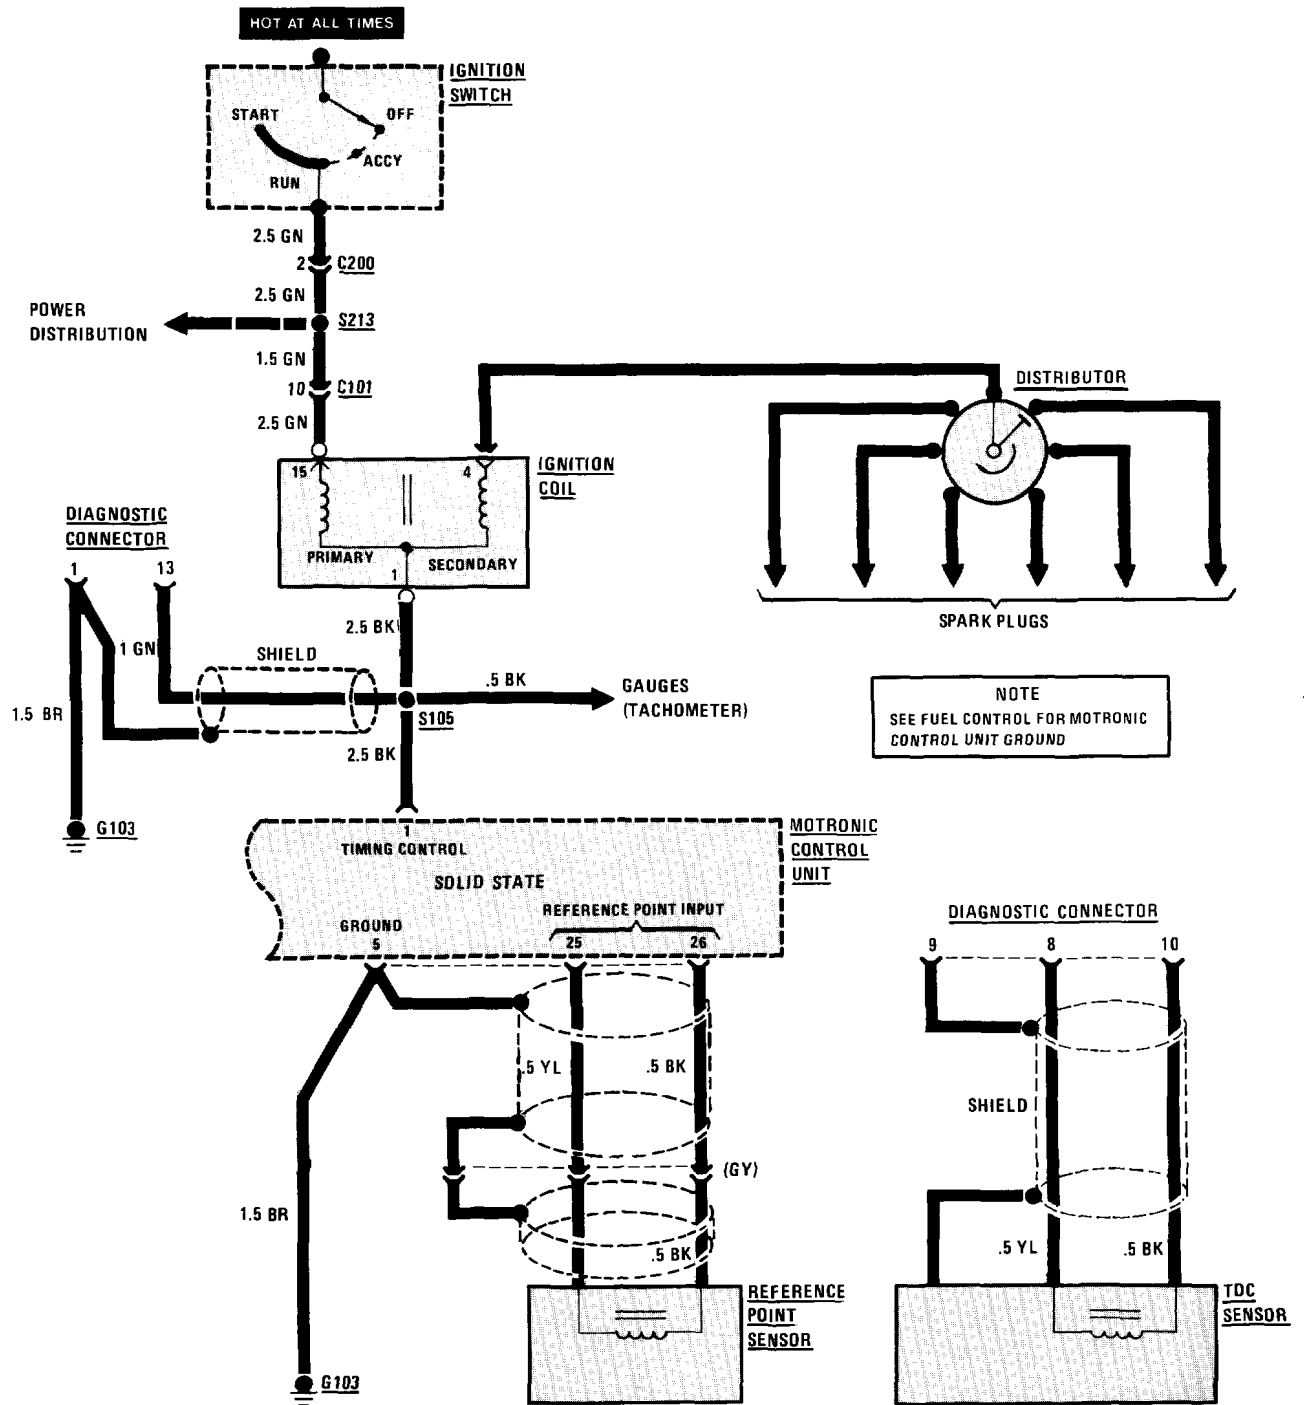 HOT AT ALL TIMES
IGNITION
SWITCH
START
OFF
ACCY
RUN
2.5 GN
2 C200
2.5 GN
POWER
DISTRIBUTION
S213
1.5 GN
10 C101
2.5 GN
DISTRIBUTOR
15
4
IGNITION
COIL
PRIMARY
SECONDARY
1
DIAGNOSTIC
CONNECTOR
1 13
SPARK PLUGS
2.5 BK
1 GN
SHIELD
.5 BK
GAUGES
(TACHOMETER)
1.5 BR
S105
2.5 BK
NOTE
SEE FUEL CONTROL FOR MOTRONIC
CONTROL UNIT GROUND
G103
1
TIMING CONTROL
SOLID STATE
MOTRONIC
CONTROL
UNIT
GROUND
5
REFERENCE POINT INPUT
25 26
DIAGNOSTIC CONNECTOR
9 8 10
.5 YL
.5 BK
SHIELD
(GY)
1.5 BR
.5 BK
.5 YL
.5 BK
REFERENCE
POINT
SENSOR
TDC
SENSOR
G103